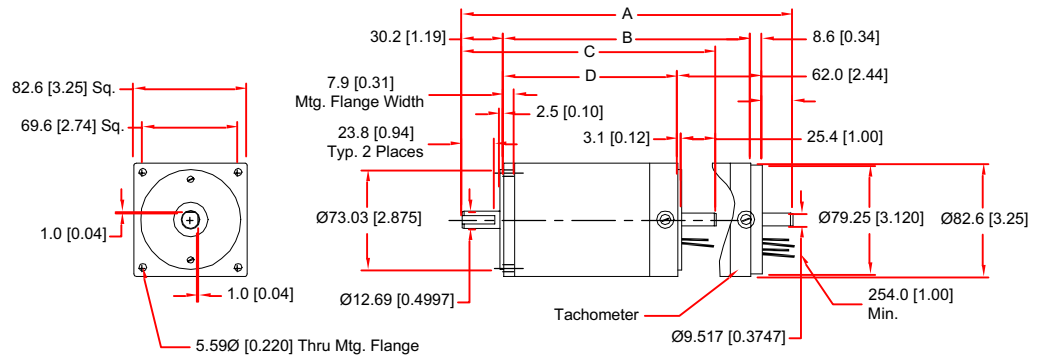 A
30.2 [1.19]
B
8.6 [0.34]
C
7.9 [0.31]
Mtg. Flange Width
D
62.0 [2.44]
82.6 [3.25] Sq.
2.5 [0.10]
69.6 [2.74] Sq.
23.8 [0.94]
Typ. 2 Places
3.1 [0.12]
25.4 [1.00]
Ø73.03 [2.875]
Ø79.25 [3.120]
Ø82.6 [3.25]
1.0 [0.04]
1.0 [0.04]
Ø12.69 [0.4997]
Tachometer
254.0 [1.00]
Min.
Ø9.517 [0.3747]
5.59Ø [0.220] Thru Mtg. Flange